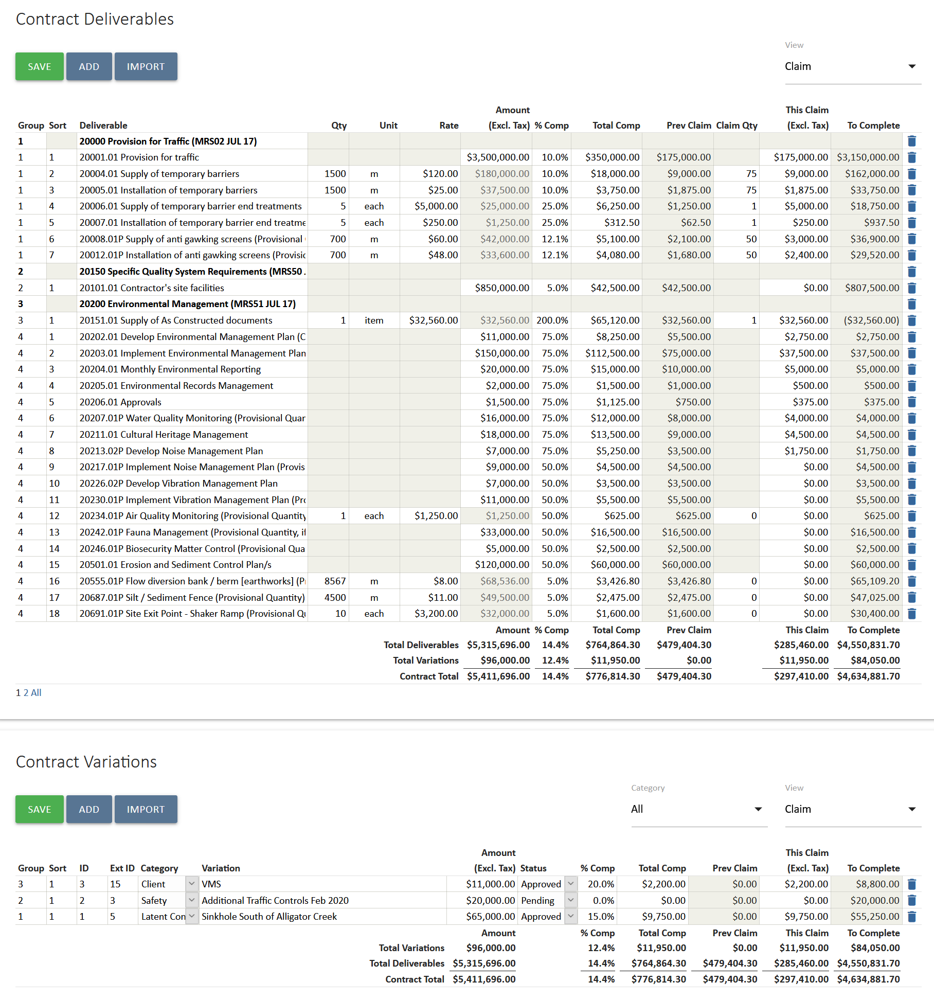 Contract Deliverables
View
SAVE ADD IMPORT Claim
Amount This Claim
Group Sort Deliverable Qty Unit Rate (Excl. Tax) % Comp Total Comp Prev Claim Claim Qty (Excl. Tax) To Complete
1 20000 Provision for Traffic (MRS02 JUL 17)
1 1 20001.01 Provision for traffic $3,500,000.00 10.0% $350,000.00 $175,000.00 $175,000.00 $3,150,000.00
1 2 20004.01 Supply of temporary barriers 1500 m $120.00 $180,000.00 10.0% $18,000.00 $9,000.00 75 $9,000.00 $162,000.00
1 3 20005.01 Installation of temporary barriers 1500 m $25.00 $37,500.00 10.0% $3,750.00 $1,875.00 75 $1,875.00 $33,750.00
1 4 20006.01 Supply of temporary barrier end treatments 5 each $5,000.00 $25,000.00 25.0% $6,250.00 $1,250.00 1 $5,000.00 $18,750.00
1 5 20007.01 Installation of temporary barrier end treatme 5 each $250.00 $1,250.00 25.0% $312.50 $62.50 1 $250.00 $937.50
1 6 20008.01P Supply of anti gawking screens (Provisional 700 m $60.00 $42,000.00 12.1% $5,100.00 $2,100.00 50 $3,000.00 $36,900.00
1 7 20012.01P Installation of anti gawking screens (Provisic 700 m $48.00 $33,600.00 12.1% $4,080.00 $1,680.00 50 $2,400.00 $29,520.00
2 20150 Specific Quality System Requirements (MRS50 .
2 1 20101.01 Contractor's site facilities $850,000.00 5.0% $42,500.00 $42,500.00 $0.00 $807,500.00
3 20200 Environmental Management (MRS51 JUL 17)
3 1 20151.01 Supply of As Constructed documents 1 item $32,560.00 $32,560.00 200.0% $65,120.00 $32,560.00 1 $32,560.00 ($32,560.00)
4 1 20202.01 Develop Environmental Management Plan (C $11,000.00 75.0% $8,250.00 $5,500.00 $2,750.00 $2,750.00
4 2 20203.01 Implement Environmental Management Plan $150,000.00 75.0% $112,500.00 $75,000.00 $37,500.00 $37,500.00
4 3 20204.01 Monthly Environmental Reporting $20,000.00 75.0% $15,000.00 $10,000.00 $5,000.00 $5,000.00
4 4 20205.01 Environmental Records Management $2,000.00 75.0% $1,500.00 $1,000.00 $500.00 $500.00
4 5 20206.01 Approvals $1,500.00 75.0% $1,125.00 $750.00 $375.00 $375.00
4 6 20207.01P Water Quality Monitoring (Provisional Quar $16,000.00 75.0% $12,000.00 $8,000.00 $4,000.00 $4,000.00
4 7 20211.01 Cultural Heritage Management $18,000.00 75.0% $13,500.00 $9,000.00 $4,500.00 $4,500.00
4 8 20213.02P Develop Noise Management Plan $7,000.00 75.0% $5,250.00 $3,500.00 $1,750.00 $1,750.00
4 9 20217.01P Implement Noise Management Plan (Provis $9,000.00 50.0% $4,500.00 $4,500.00 $0.00 $4,500.00
4 10 20226.02P Develop Vibration Management Plan $7,000.00 50.0% $3,500.00 $3,500.00 $0.00 $3,500.00
4 11 20230.01P Implement Vibration Management Plan (Pro $11,000.00 50.0% $5,500.00 $5,500.00 $0.00 $5,500.00
4 12 20234.01P Air Quality Monitoring (Provisional Quantity 1 each $1,250.00 $1,250.00 50.0% $625.00 $625.00 0 $0.00 $625.00
4 13 20242.01P Fauna Management (Provisional Quantity, if $33,000.00 50.0% $16,500.00 $16,500.00 $0.00 $16,500.00
4 14 20246.01P Biosecurity Matter Control (Provisional Qua $5,000.00 50.0% $2,500.00 $2,500.00 $0.00 $2,500.00
4 15 20501.01 Erosion and Sediment Control Plan/s $120,000.00 50.0% $60,000.00 $60,000.00 $0.00 $60,000.00
4 16 20555.01P Flow diversion bank / berm [earthworks] (P 8567 m $8.00 $68,536.00 5.0% $3,426.80 $3,426.80 0 $0.00 $65,109.20
4 17 20687.01P Silt / Sediment Fence (Provisional Quantity) 4500 m $11.00 $49,500.00 5.0% $2,475.00 $2,475.00 0 $0.00 $47,025.00
4 18 20691.01P Site Exit Point - Shaker Ramp (Provisional Q 10 each $3,200.00 $32,000.00 5.0% $1,600.00 $1,600.00 0 $0.00 $30,400.00
Amount % Comp Total Comp Prev Claim This Claim To Complete
Total Deliverables $5,315,696.00 14.4% $764,864.30 $479,404.30 $285,460.00 $4,550,831.70
Total Variations $96,000.00 12.4% $11,950.00 $0.00 $11,950.00 $84,050.00
Contract Total $5,411,696.00 14.4% $776,814.30 $479,404.30 $297,410.00 $4,634,881.70
1 2 All
Contract Variations
Category View
SAVE ADD IMPORT All Claim
Amount This Claim
Group Sort ID Ext ID Category Variation (Excl. Tax) Status % Comp Total Comp Prev Claim (Excl. Tax) To Complete
3 1 3 15 Client VMS $11,000.00 Approved 20.0% $2,200.00 $0.00 $2,200.00 $8,800.00
2 1 2 3 Safety Additional Traffic Controls Feb 2020 $20,000.00 Pending 0.0% $0.00 $0.00 $0.00 $20,000.00
1 1 1 5 Latent Con Sinkhole South of Alligator Creek $65,000.00 Approved 15.0% $9,750.00 $0.00 $9,750.00 $55,250.00
Amount % Comp Total Comp Prev Claim This Claim To Complete
Total Variations $96,000.00 12.4% $11,950.00 $0.00 $11,950.00 $84,050.00
Total Deliverables $5,315,696.00 14.4% $764,864.30 $479,404.30 $285,460.00 $4,550,831.70
Contract Total $5,411,696.00 14.4% $776,814.30 $479,404.30 $297,410.00 $4,634,881.70